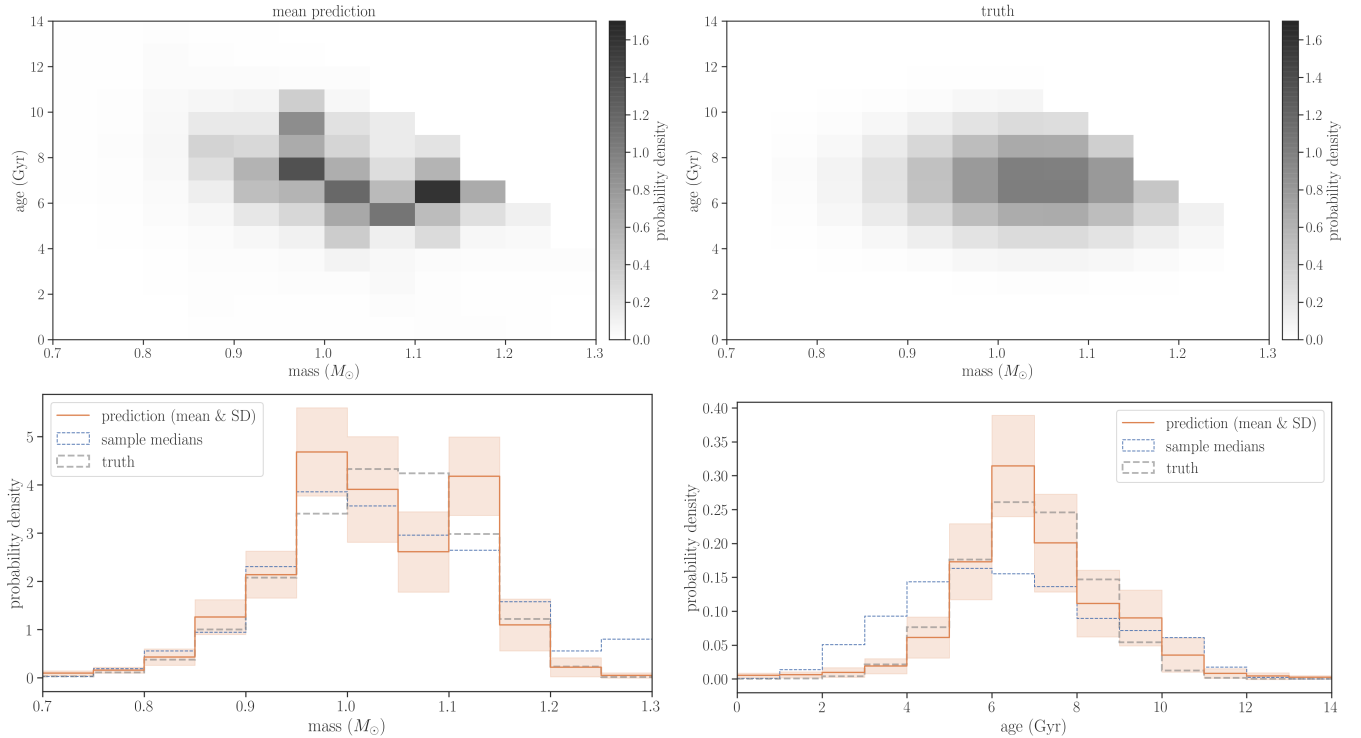 mean prediction
14
12
10
8
6
4
2
0
age (Gyr)
0.7 0.8 0.9 1.0 1.1 1.2 1.3
mass (M⊙)
1.6
1.4
1.2
1.0
0.8
0.6
0.4
0.2
0.0
probability density
truth
14
12
10
8
6
4
2
0
age (Gyr)
0.7 0.8 0.9 1.0 1.1 1.2 1.3
mass (M⊙)
1.6
1.4
1.2
1.0
0.8
0.6
0.4
0.2
0.0
probability density
prediction (mean & SD)
sample medians
truth
5
4
3
2
1
0
probability density
0.7 0.8 0.9 1.0 1.1 1.2 1.3
mass (M⊙)
prediction (mean & SD)
sample medians
truth
0.40
0.35
0.30
0.25
0.20
0.15
0.10
0.05
0.00
probability density
0 2 4 6 8 10 12 14
age (Gyr)